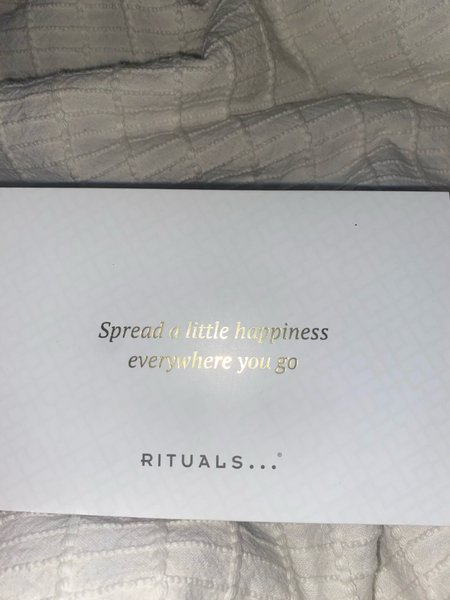 Spread a little happiness
everywhere you go
RITUALS...®